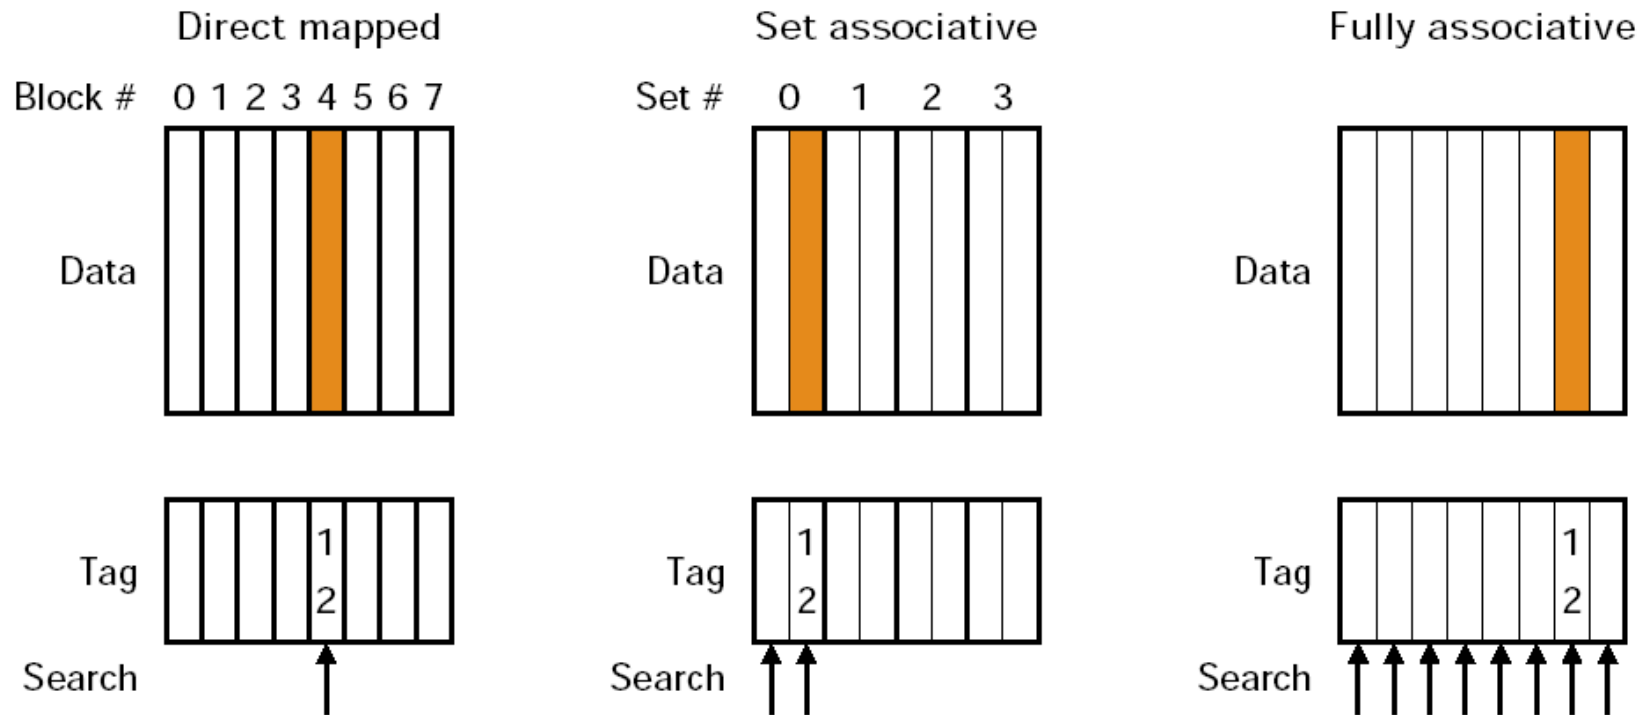 Direct mapped
Block # 0 1 2 3 4 5 6 7
Data
Tag
1
2
Search
Set associative
Set # 0 1 2 3
Data
Tag
1
2
Search
Fully associative
Data
Tag
1
2
Search